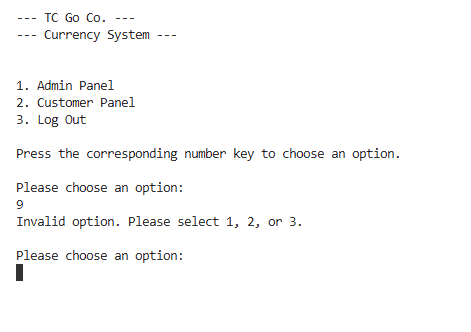 --- TC Go Co. ---
--- Currency System ---
1. Admin Panel
2. Customer Panel
3. Log Out
Press the corresponding number key to choose an option.
Please choose an option:
9
Invalid option. Please select 1, 2, or 3.
Please choose an option: